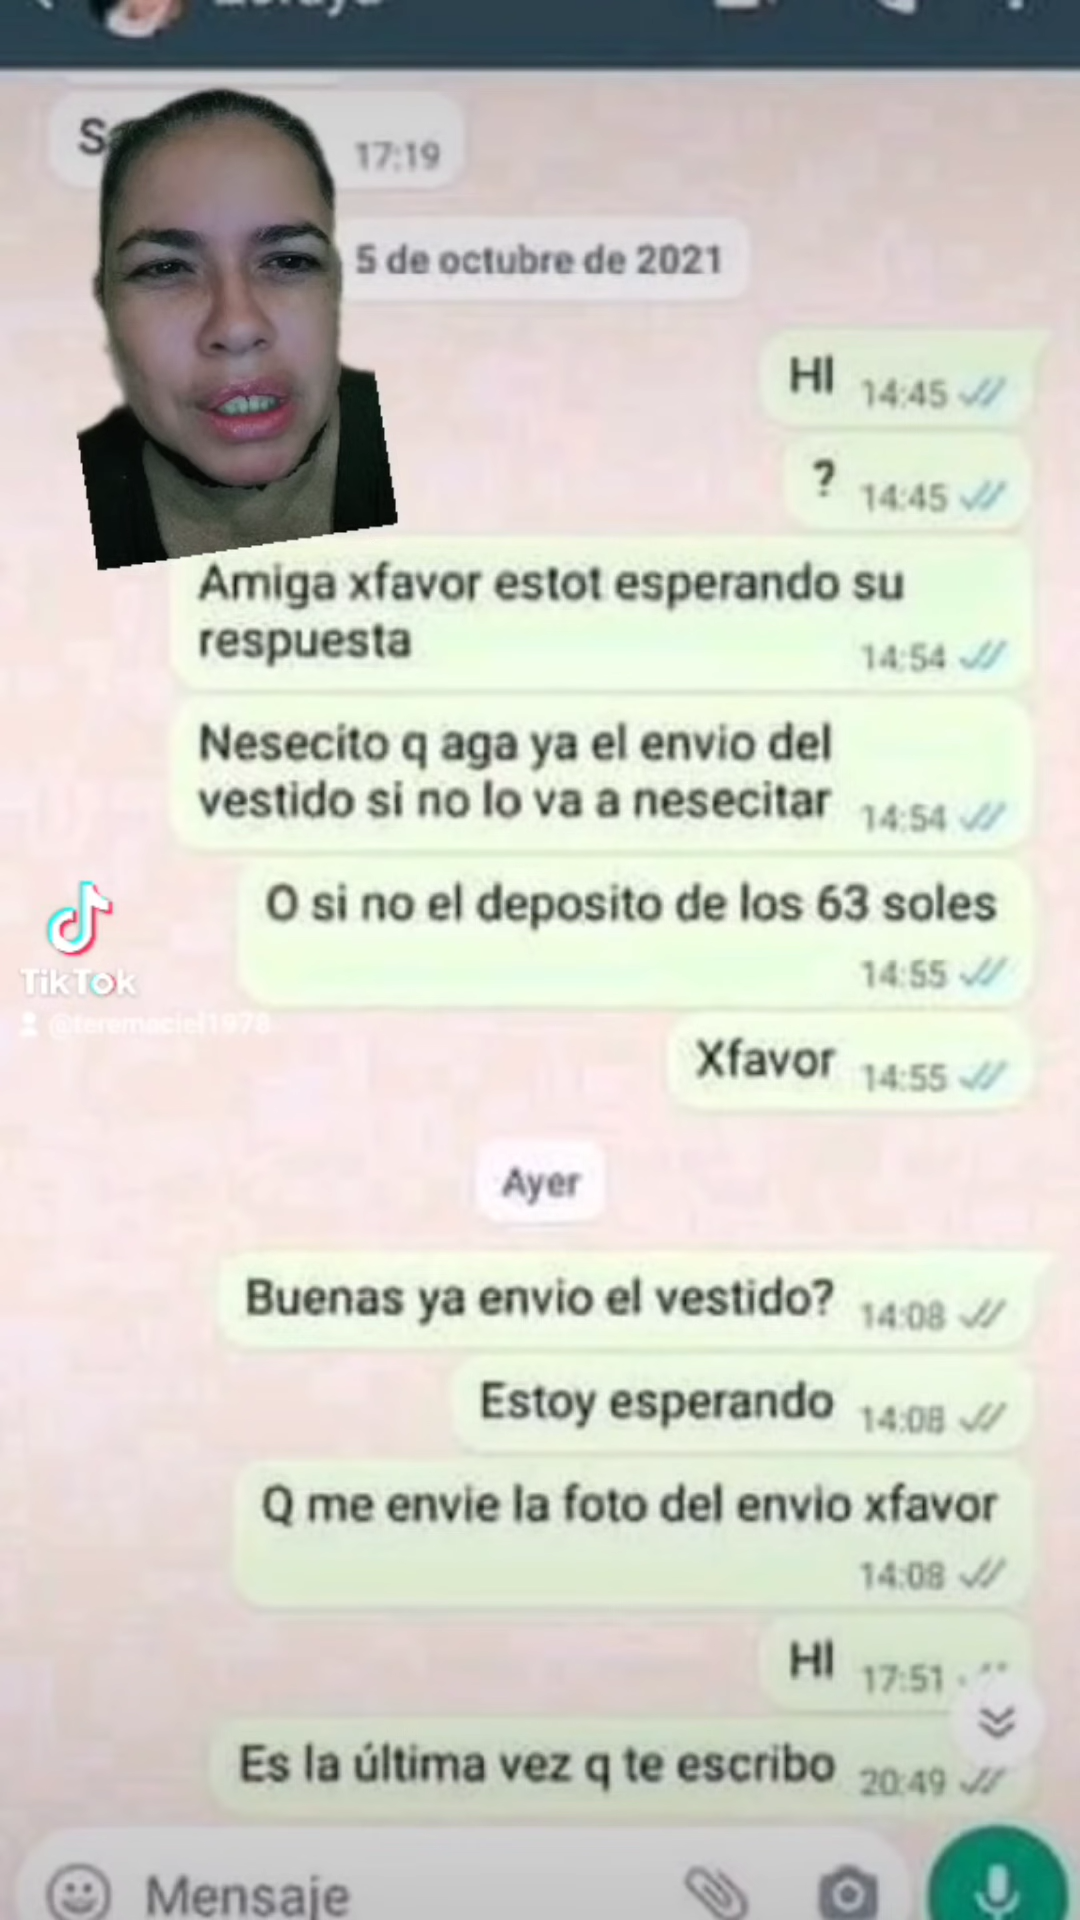 17:19
5 de octubre de 2021
HI 14:45
? 14:45
Amiga xfavor estot esperando su
respuesta 14:54
Nesecito q aga ya el envio del
vestido si no lo va a nesecitar 14:54
O si no el deposito de los 63 soles
14:55
Xfavor 14:55
TikTok
@teremaciel1978
Ayer
Buenas ya envio el vestido? 14:08
Estoy esperando 14:08
Q me envie la foto del envio xfavor
14:08
HI 17:51
Es la última vez q te escribo 20:49
Mensaje